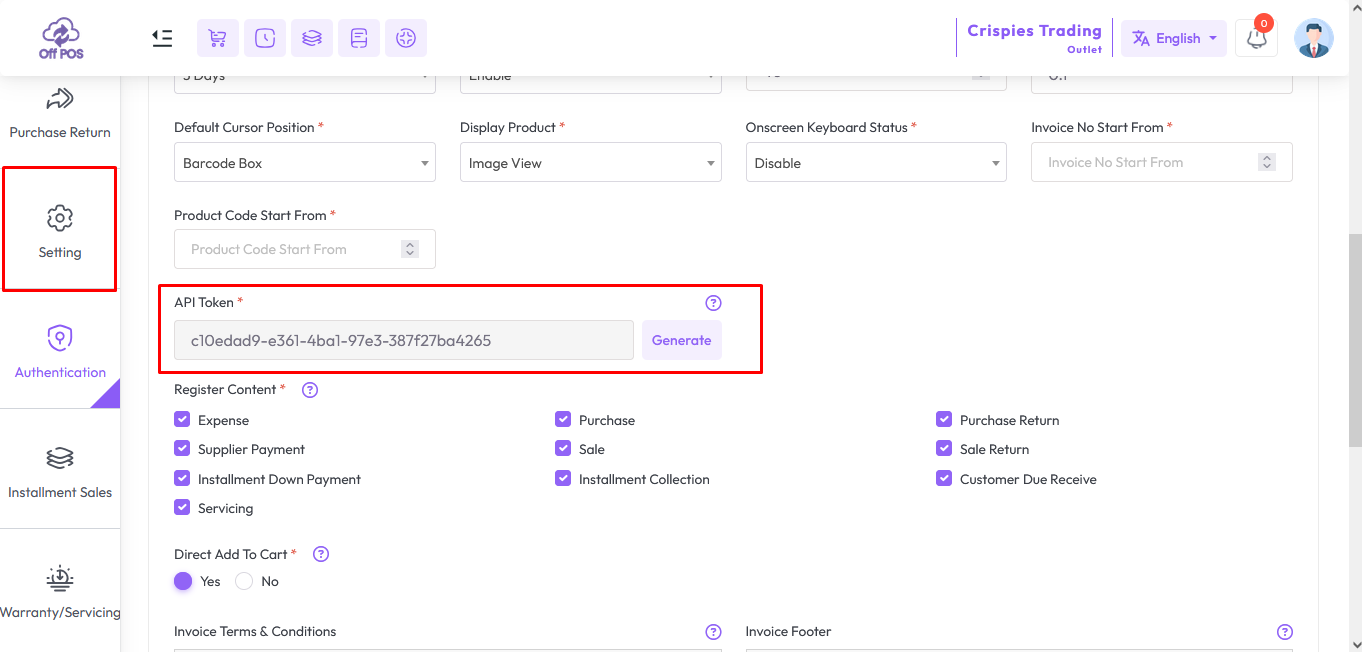 Off POS
Crispies Trading
Outlet
English
0
Purchase Return
Setting
Authentication
Installment Sales
Warranty/Servicing
5 Days
Enable
0.1
Default Cursor Position *
Display Product *
Onscreen Keyboard Status *
Invoice No Start From *
Barcode Box
Image View
Disable
Invoice No Start From
Product Code Start From *
Product Code Start From
API Token *
?
c10edad9-e361-4ba1-97e3-387f27ba4265
Generate
Register Content *
?
Expense
Purchase
Purchase Return
Supplier Payment
Sale
Sale Return
Installment Down Payment
Installment Collection
Customer Due Receive
Servicing
Direct Add To Cart *
?
Yes
No
Invoice Terms & Conditions
?
Invoice Footer
?